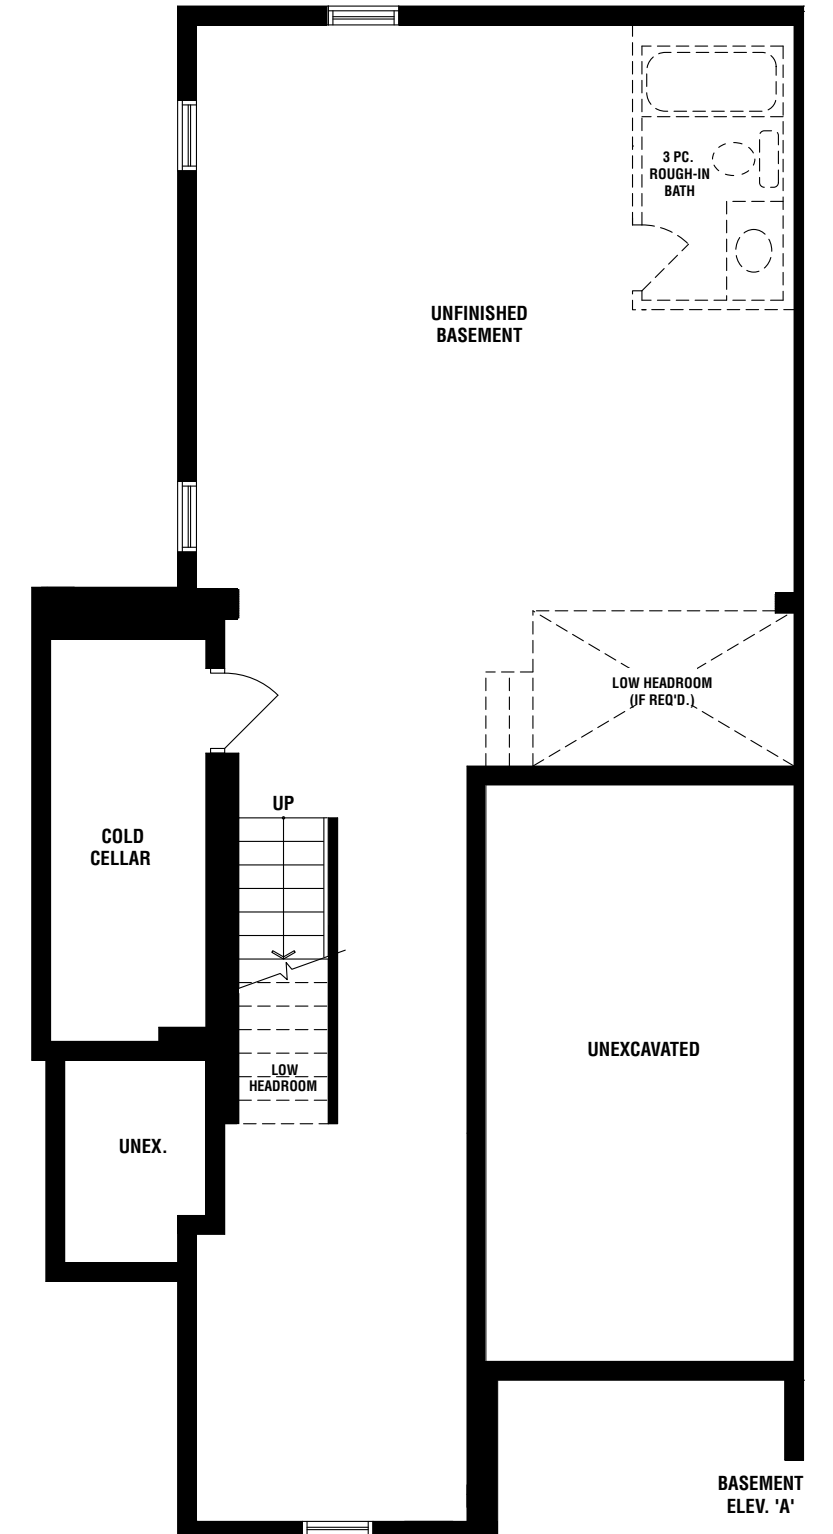 3 PC.
ROUGH-IN
BATH
UNFINISHED
BASEMENT
LOW HEADROOM
(IF REQ'D.)
UP
COLD
CELLAR
UNEXCAVATED
LOW
HEADROOM
UNEX.
BASEMENT
ELEV. 'A'